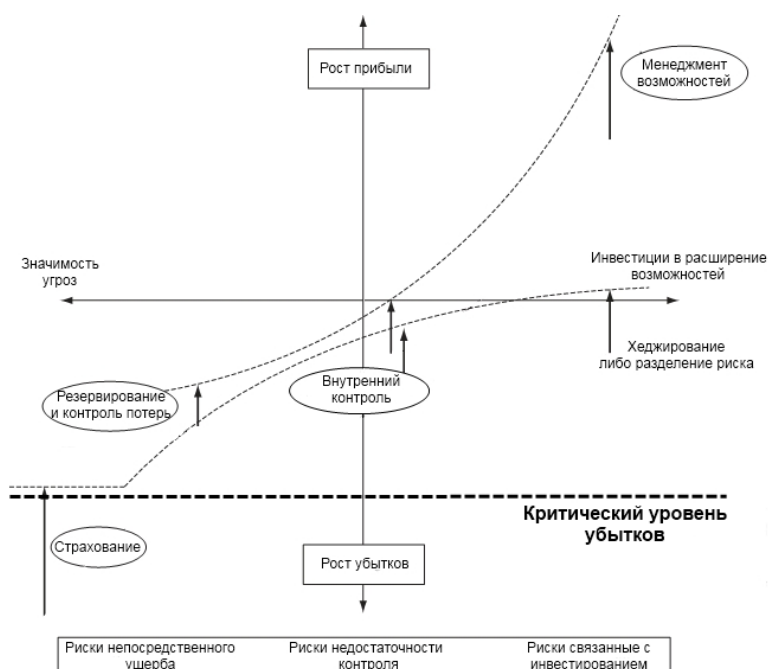 Рост прибыли
Менеджмент
возможностей
Значимость
угроз
Инвестиции в расширение
возможностей
Хеджирование
либо разделение риска
Резервирование
и контроль потерь
Внутренний
контроль
Критический уровень
убытков
Страхование
Рост убытков
Риски непосредственного
ущерба
Риски недостаточности
контроля
Риски связанные с
инвестированием